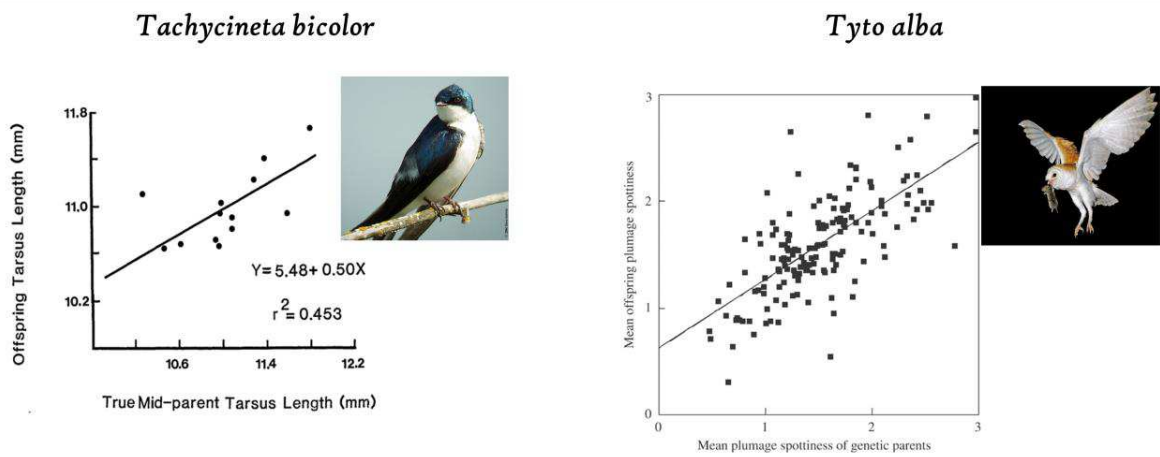 Tachycineta bicolor
11.8
11.0
10.2
Offspring Tarsus Length (mm)
Y=5.48+0.50X
r2=0.453
10.6
11.4
12.2
True Mid-parent Tarsus Length (mm)
Tyto alba
3
2
1
0
Mean offspring plumage spottiness
0
1
2
3
Mean plumage spottiness of genetic parents